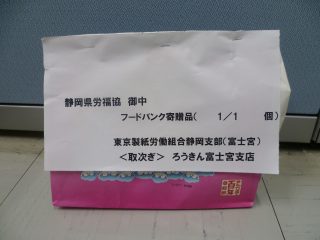 静岡県労福協 御中
フードバンク寄贈品( 1/1 個)
東京製紙労働組合静岡支部(富士宮)
<取次ぎ> ろうきん富士宮支店